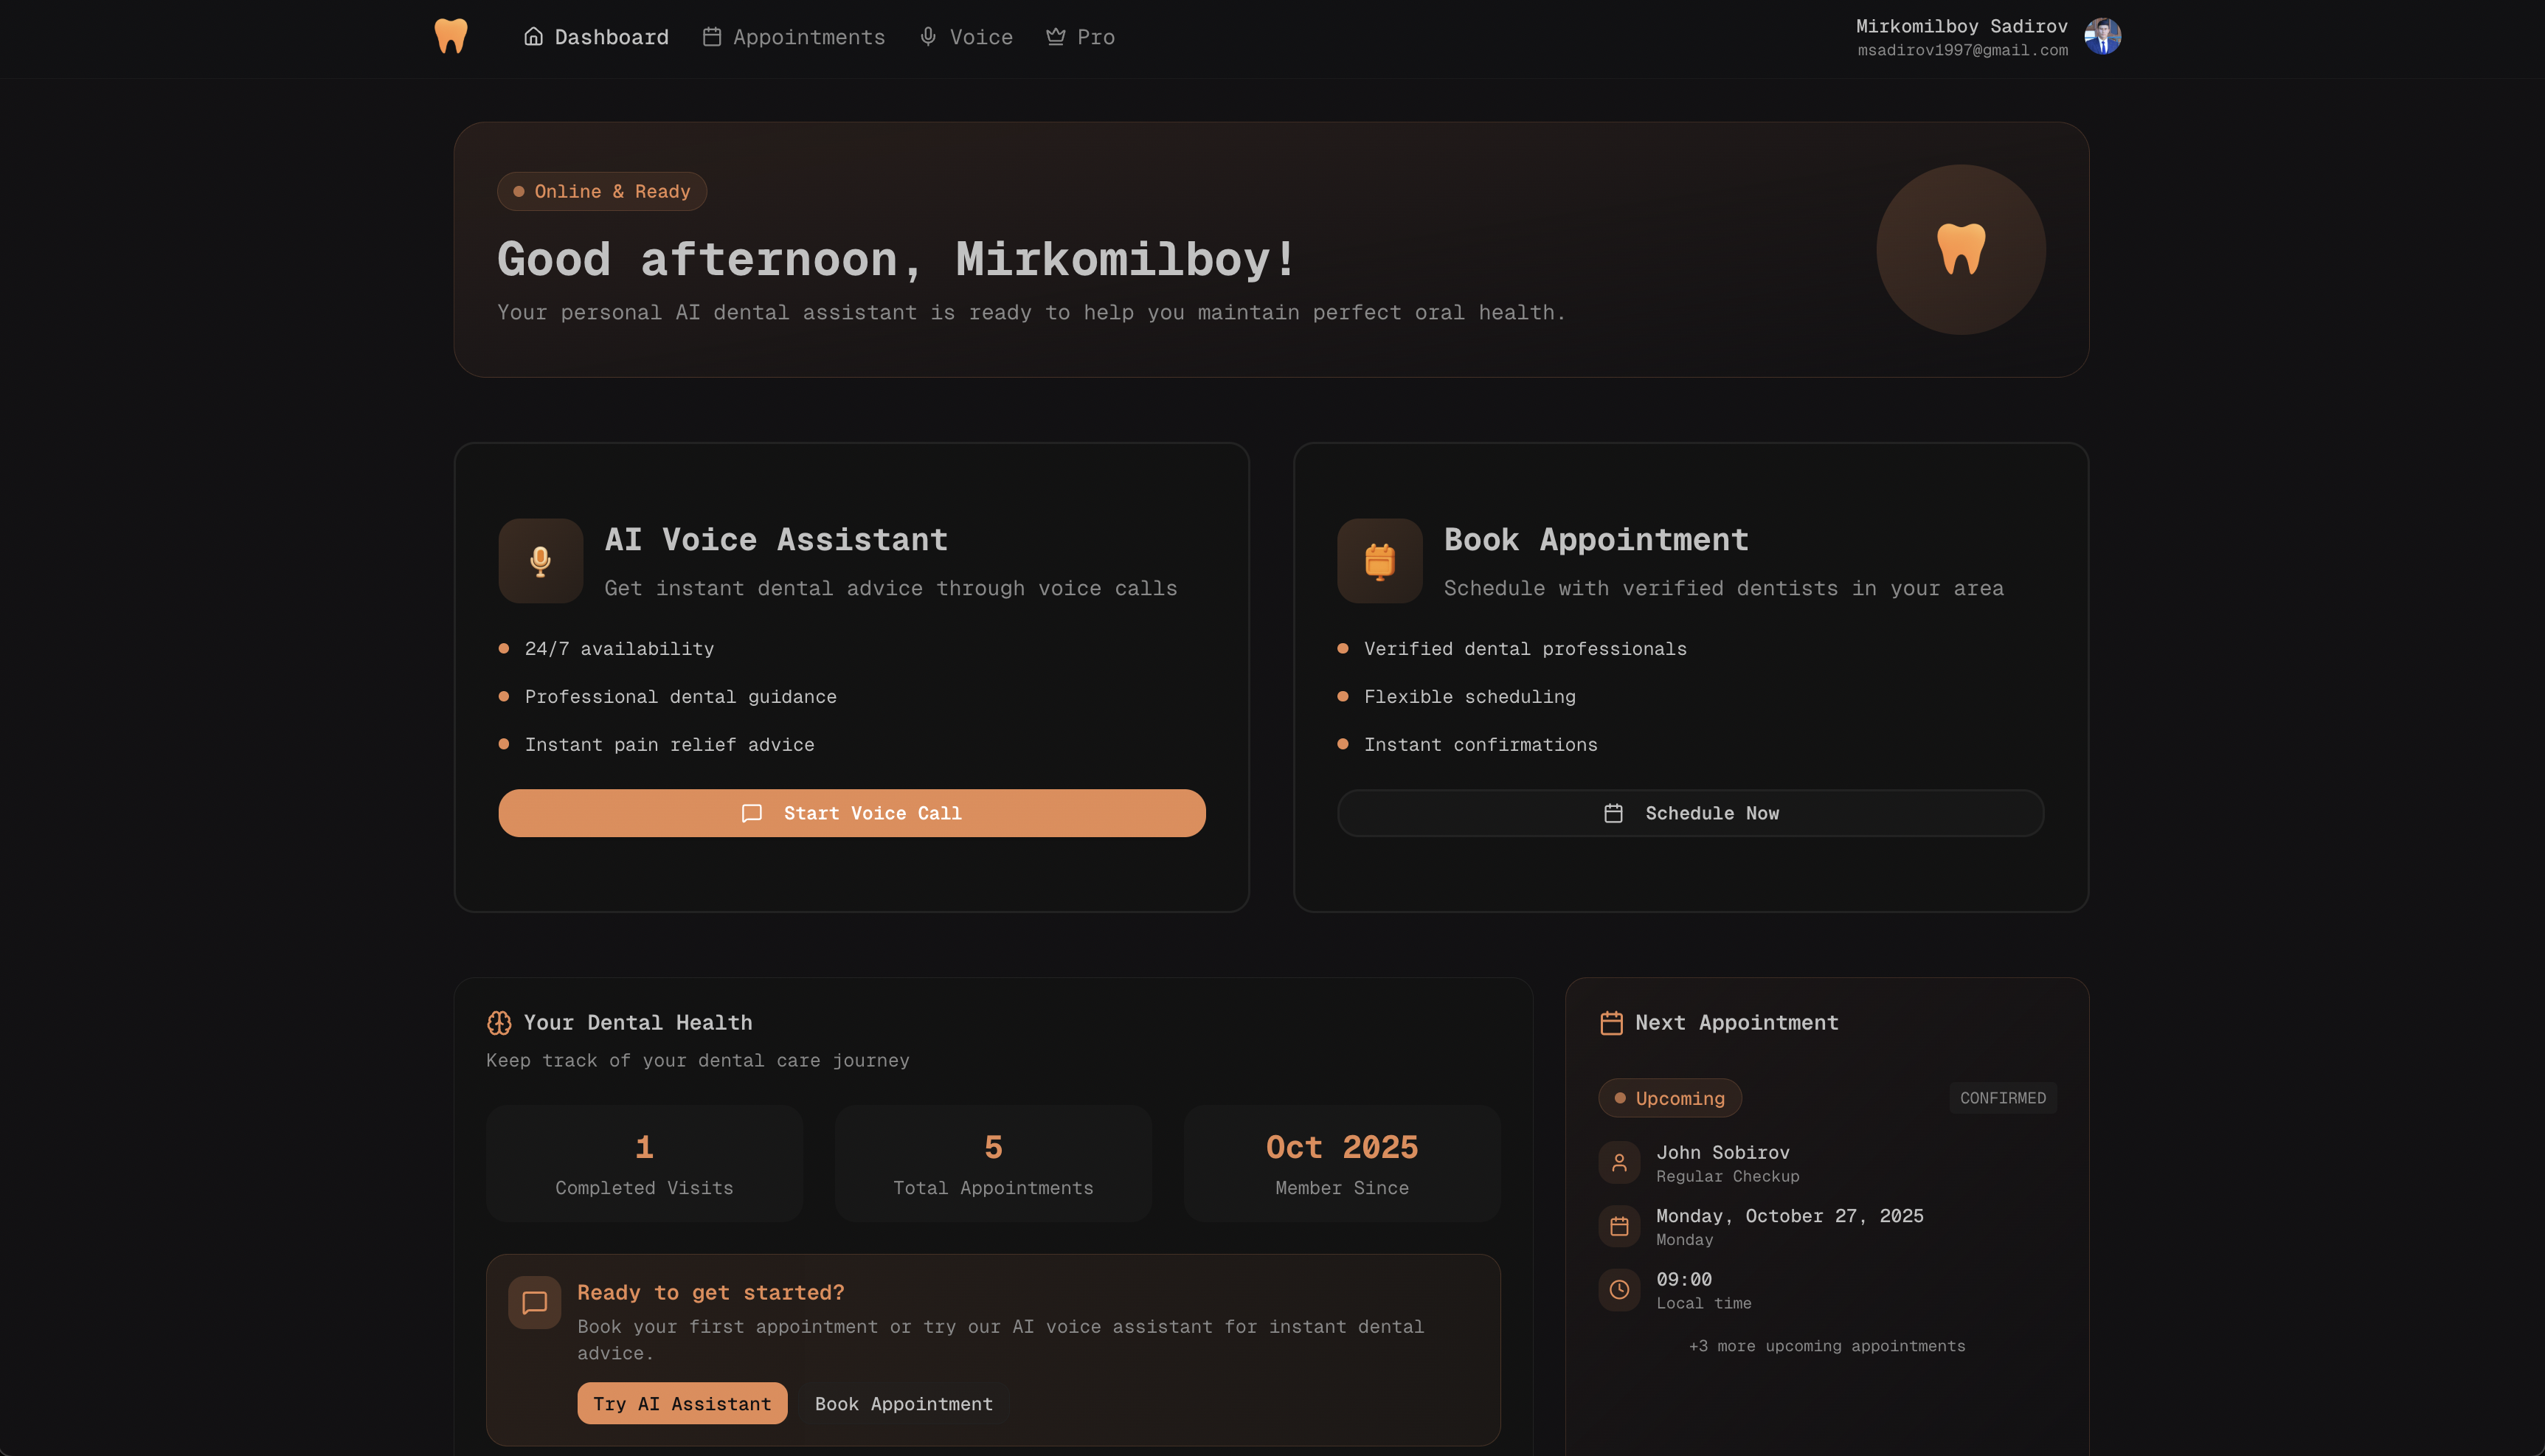 Dashboard
Appointments
Voice
Pro
Mirkomilboy Sadirov
msadirov1997@gmail.com
Online & Ready
Good afternoon, Mirkomilboy!
Your personal AI dental assistant is ready to help you maintain perfect oral health.
AI Voice Assistant
Get instant dental advice through voice calls
24/7 availability
Professional dental guidance
Instant pain relief advice
Start Voice Call
Book Appointment
Schedule with verified dentists in your area
Verified dental professionals
Flexible scheduling
Instant confirmations
Schedule Now
Your Dental Health
Keep track of your dental care journey
1
Completed Visits
5
Total Appointments
Oct 2025
Member Since
Ready to get started?
Book your first appointment or try our AI voice assistant for instant dental
advice.
Try AI Assistant
Book Appointment
Next Appointment
Upcoming
CONFIRMED
John Sobirov
Regular Checkup
Monday, October 27, 2025
Monday
09:00
Local time
+3 more upcoming appointments